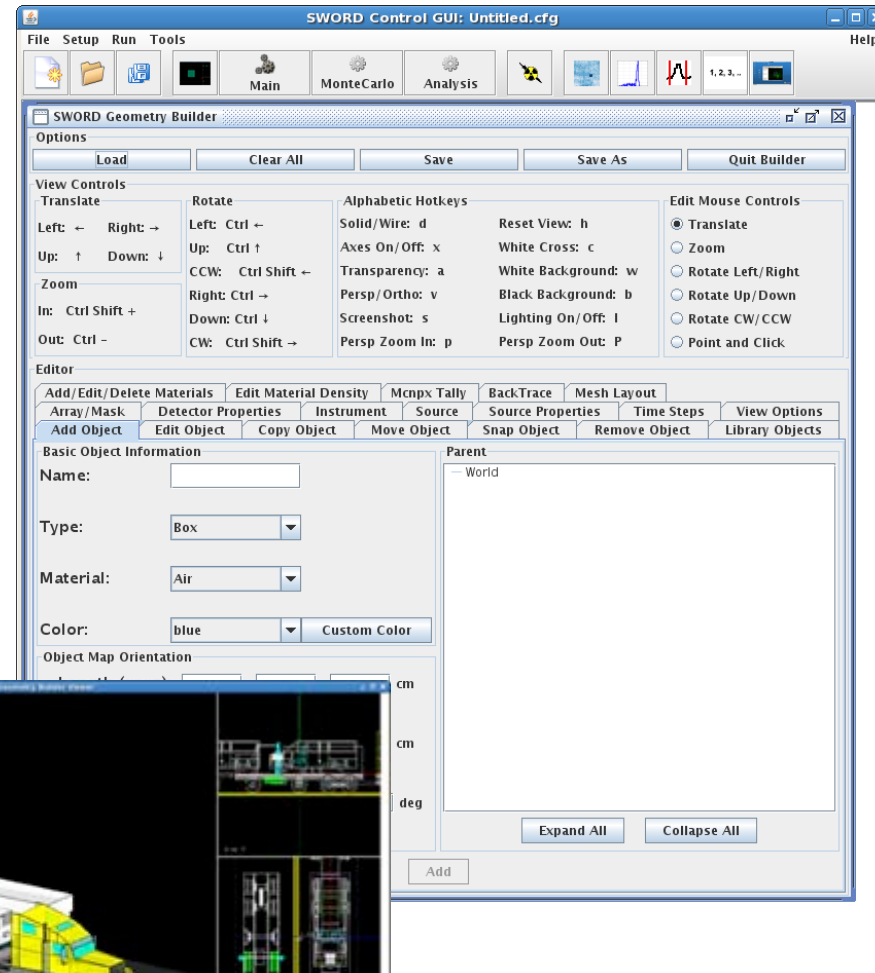 SWORD Control GUI: Untitled.cfg
File Setup Run Tools Help
Main MonteCarlo Analysis 1, 2, 3, ..
SWORD Geometry Builder
Options
Load Clear All Save Save As Quit Builder
View Controls
Translate Rotate Alphabetic Hotkeys Edit Mouse Controls
Left: ← Right: → Left: Ctrl ← Solid/Wire: d Reset View: h Translate
Up: ↑ Down: ↓ Up: Ctrl ↑ Axes On/Off: x White Cross: c Zoom
Zoom CCW: Ctrl Shift ← Transparency: a White Background: w Rotate Left/Right
In: Ctrl Shift + Right: Ctrl → Persp/Ortho: v Black Background: b Rotate Up/Down
Down: Ctrl ↓ Screenshot: s Lighting On/Off: l Rotate CW/CCW
Out: Ctrl – CW: Ctrl Shift → Persp Zoom In: p Persp Zoom Out: P Point and Click
Editor
Add/Edit/Delete Materials Edit Material Density Mcnpx Tally BackTrace Mesh Layout
Array/Mask Detector Properties Instrument Source Source Properties Time Steps View Options
Add Object Edit Object Copy Object Move Object Snap Object Remove Object Library Objects
Basic Object Information Parent
Name: World
Type: Box
Material: Air
Color: blue Custom Color
Object Map Orientation
cm
cm
deg
Expand All Collapse All
Add